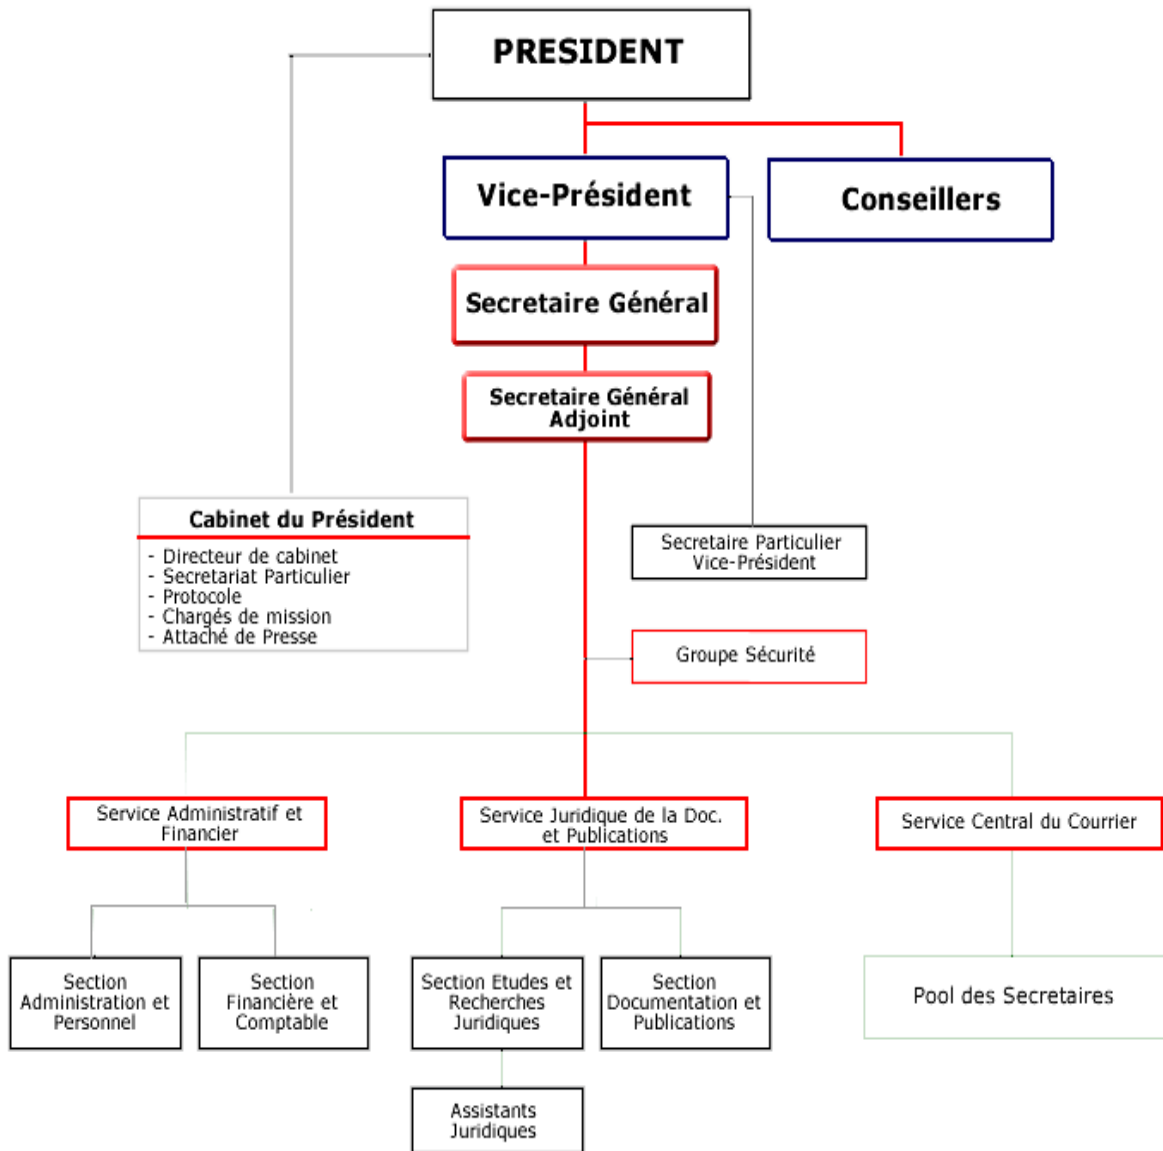 PRESIDENT
Vice-Président
Conseillers
Secretaire Général
Secretaire Général
Adjoint
Cabinet du Président
- Directeur de cabinet
- Secretariat Particulier
- Protocole
- Chargés de mission
- Attaché de Presse
Secretaire Particulier
Vice-Président
Groupe Sécurité
Service Administratif et
Financier
Service Juridique de la Doc.
et Publications
Service Central du Courrier
Section
Administration et
Personnel
Section
Financière et
Comptable
Section Etudes et
Recherches
Juridiques
Section
Documentation et
Publications
Pool des Secretaires
Assistants
Juridiques